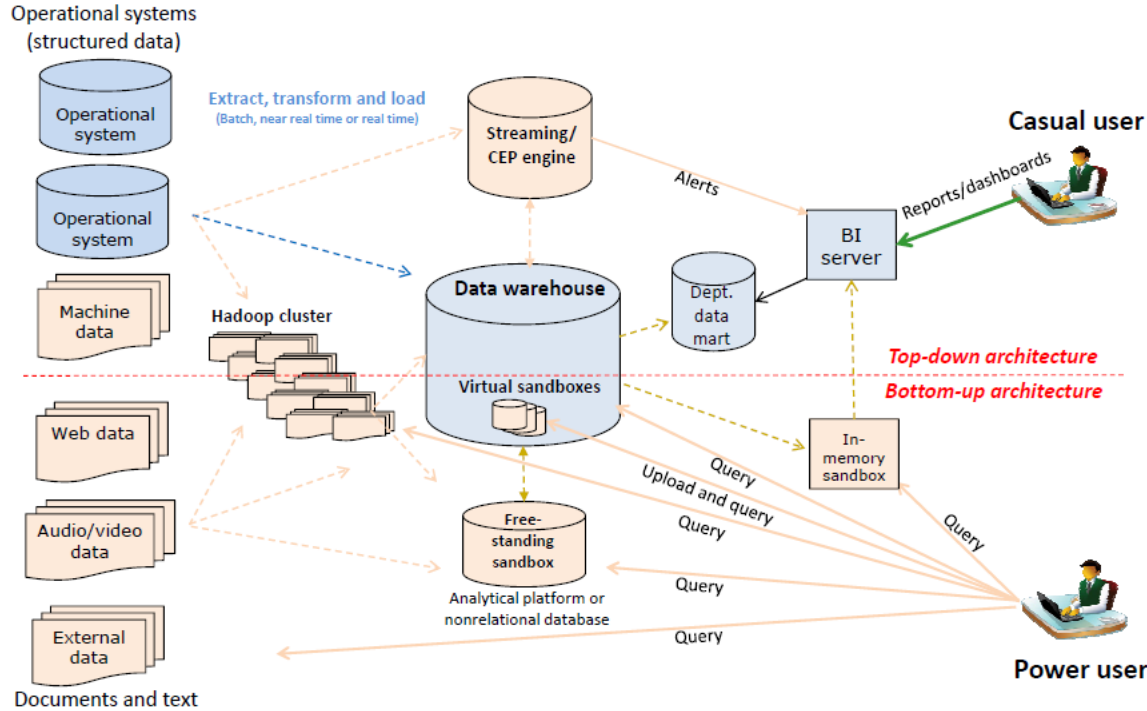 Operational systems
(structured data)
Operational
system
Extract, transform and load
(Batch, near real time or real time)
Streaming/
CEP engine
Casual user
Alerts
Reports/dashboards
Operational
system
BI
server
Data warehouse
Dept.
data
mart
Machine
data
Hadoop cluster
Top-down architecture
Bottom-up architecture
Virtual sandboxes
Web data
In-
memory
sandbox
Query
Upload and query
Query
Query
Audio/video
data
Free-
standing
sandbox
Query
Analytical platform or
nonrelational database
External
data
Query
Power user
Documents and text